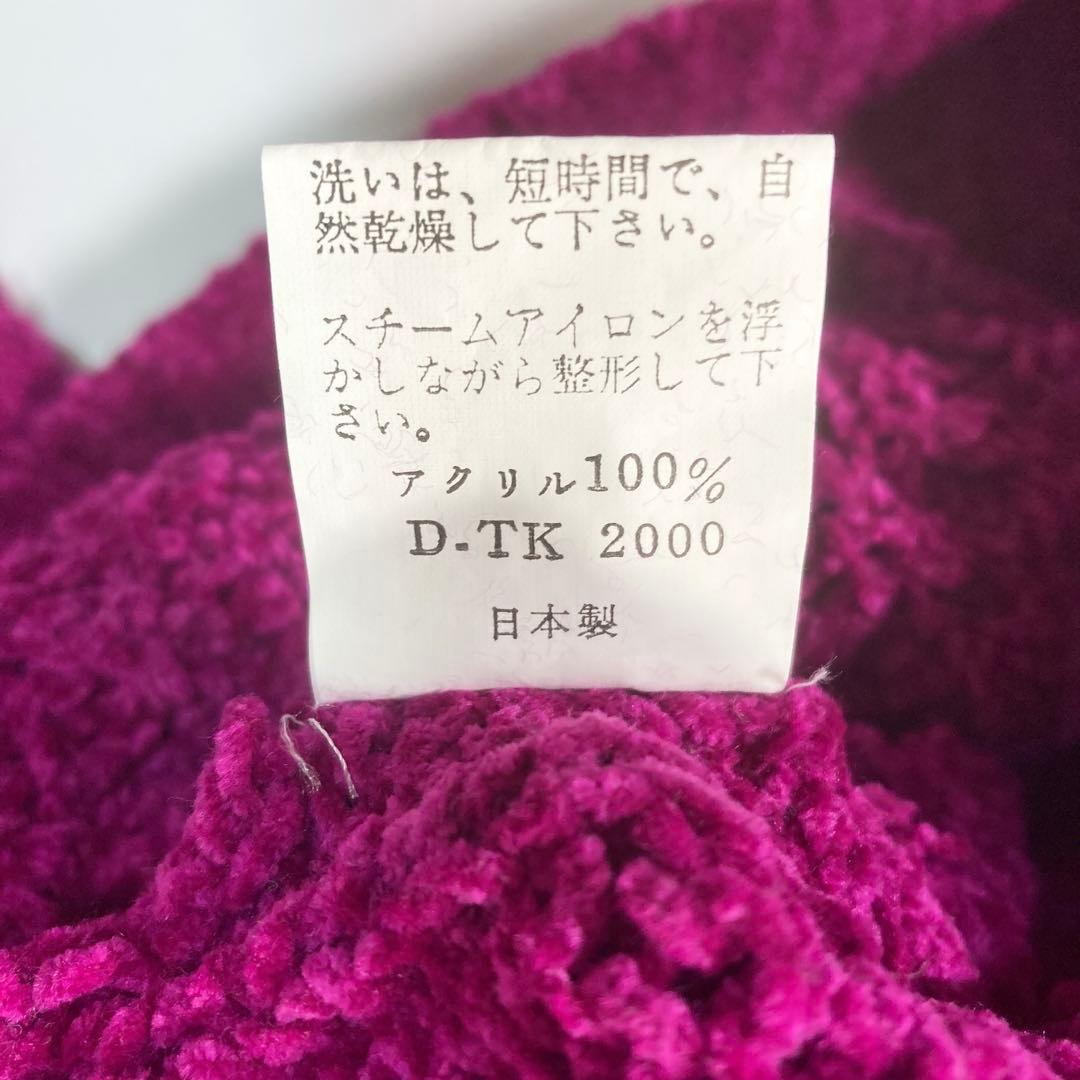 洗いは、短時間で、自
然乾燥して下さい。
スチームアイロンを浮
かしながら整形して下
さい。
アクリル100%
D-TK 2000
日本製